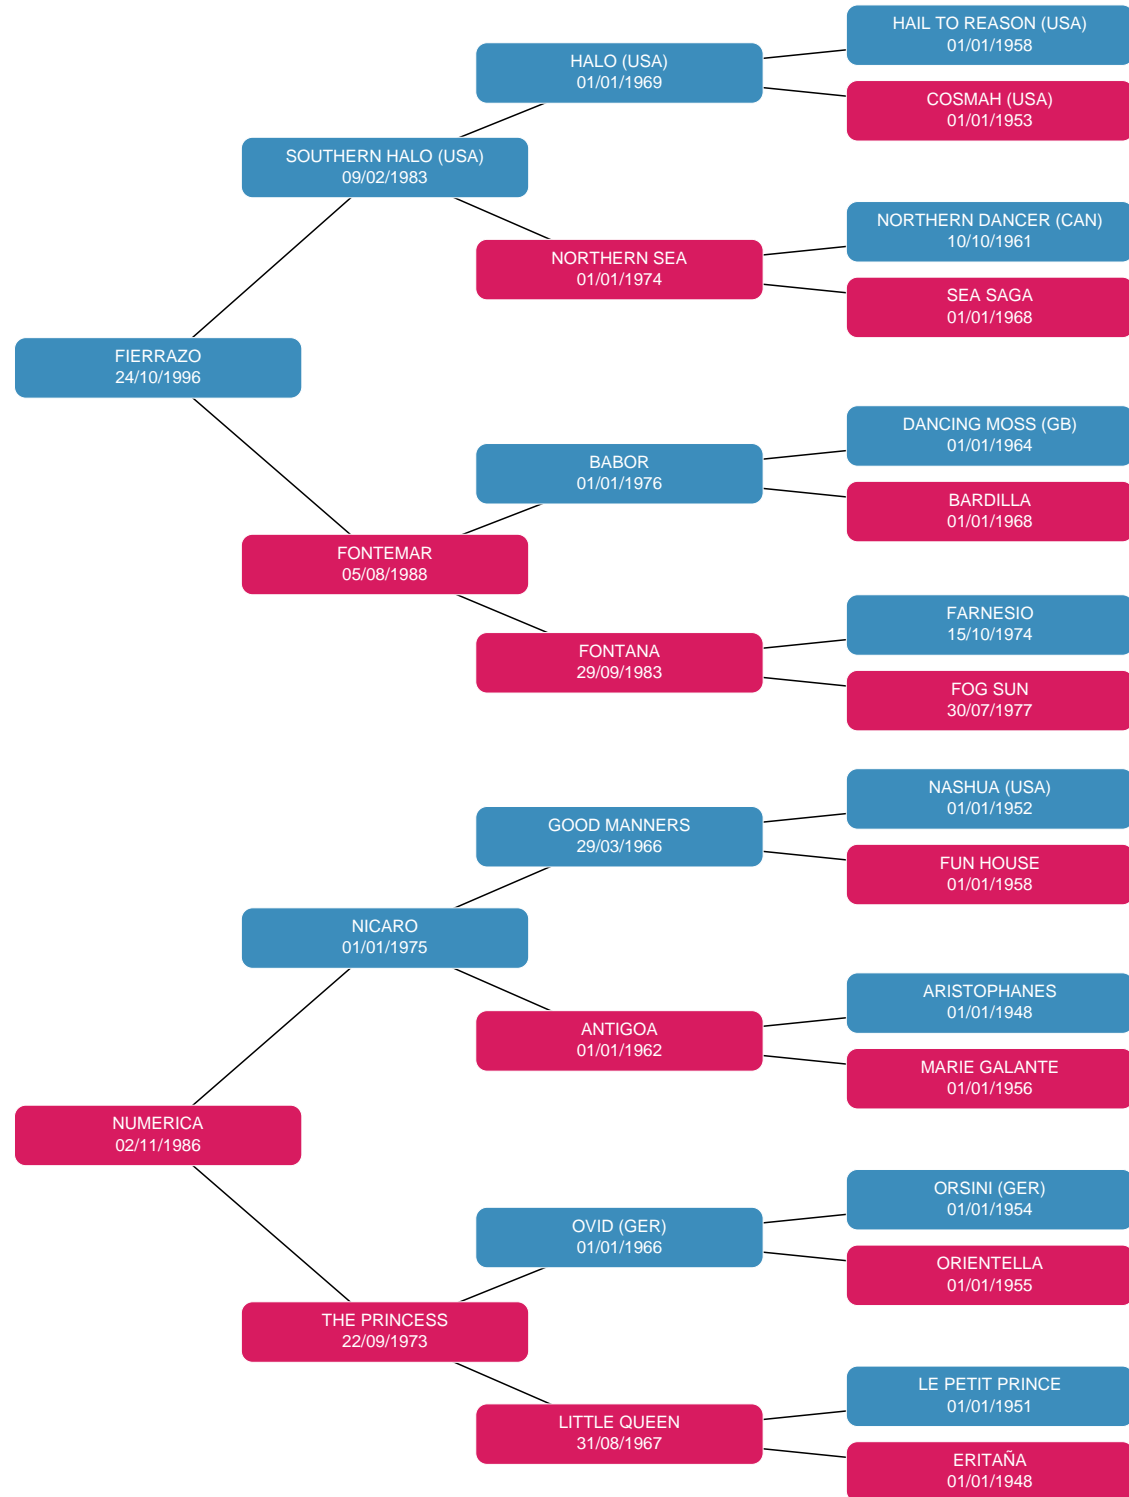 HAIL TO REASON (USA)
01/01/1958
HALO (USA)
01/01/1969
COSMAH (USA)
01/01/1953
SOUTHERN HALO (USA)
09/02/1983
NORTHERN DANCER (CAN)
10/10/1961
NORTHERN SEA
01/01/1974
SEA SAGA
01/01/1968
FIERRAZO
24/10/1996
DANCING MOSS (GB)
01/01/1964
BABOR
01/01/1976
BARDILLA
01/01/1968
FONTEMAR
05/08/1988
FARNESIO
15/10/1974
FONTANA
29/09/1983
FOG SUN
30/07/1977
NASHUA (USA)
01/01/1952
GOOD MANNERS
29/03/1966
FUN HOUSE
01/01/1958
NICARO
01/01/1975
ARISTOPHANES
01/01/1948
ANTIGOA
01/01/1962
MARIE GALANTE
01/01/1956
NUMERICA
02/11/1986
ORSINI (GER)
01/01/1954
OVID (GER)
01/01/1966
ORIENTELLA
01/01/1955
THE PRINCESS
22/09/1973
LE PETIT PRINCE
01/01/1951
LITTLE QUEEN
31/08/1967
ERITAÑA
01/01/1948